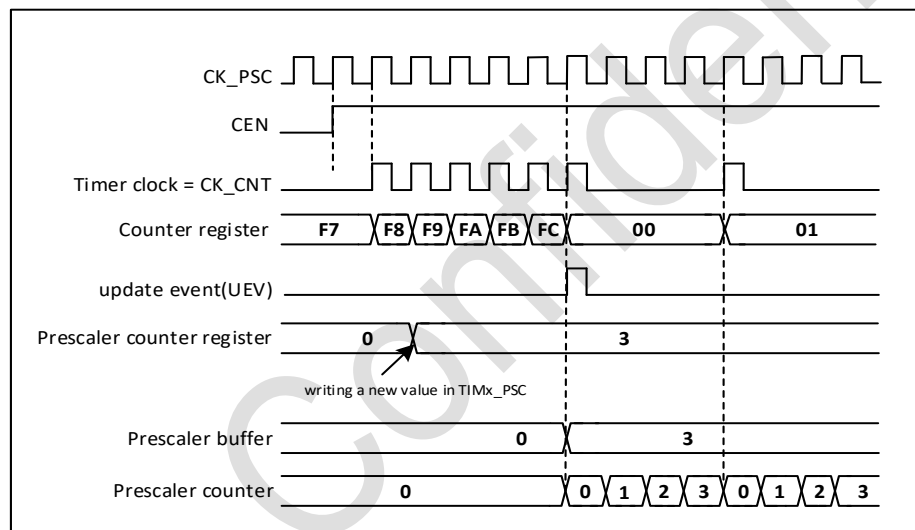 CK_PSC
CEN
Timer clock = CK_CNT
Counter register F7 F8 F9 FA FB FC 00 01
update event(UEV)
Prescaler counter register 0 3
writing a new value in TIMx_PSC
Prescaler buffer 0 3
Prescaler counter 0 0 1 2 3 0 1 2 3
Confiden